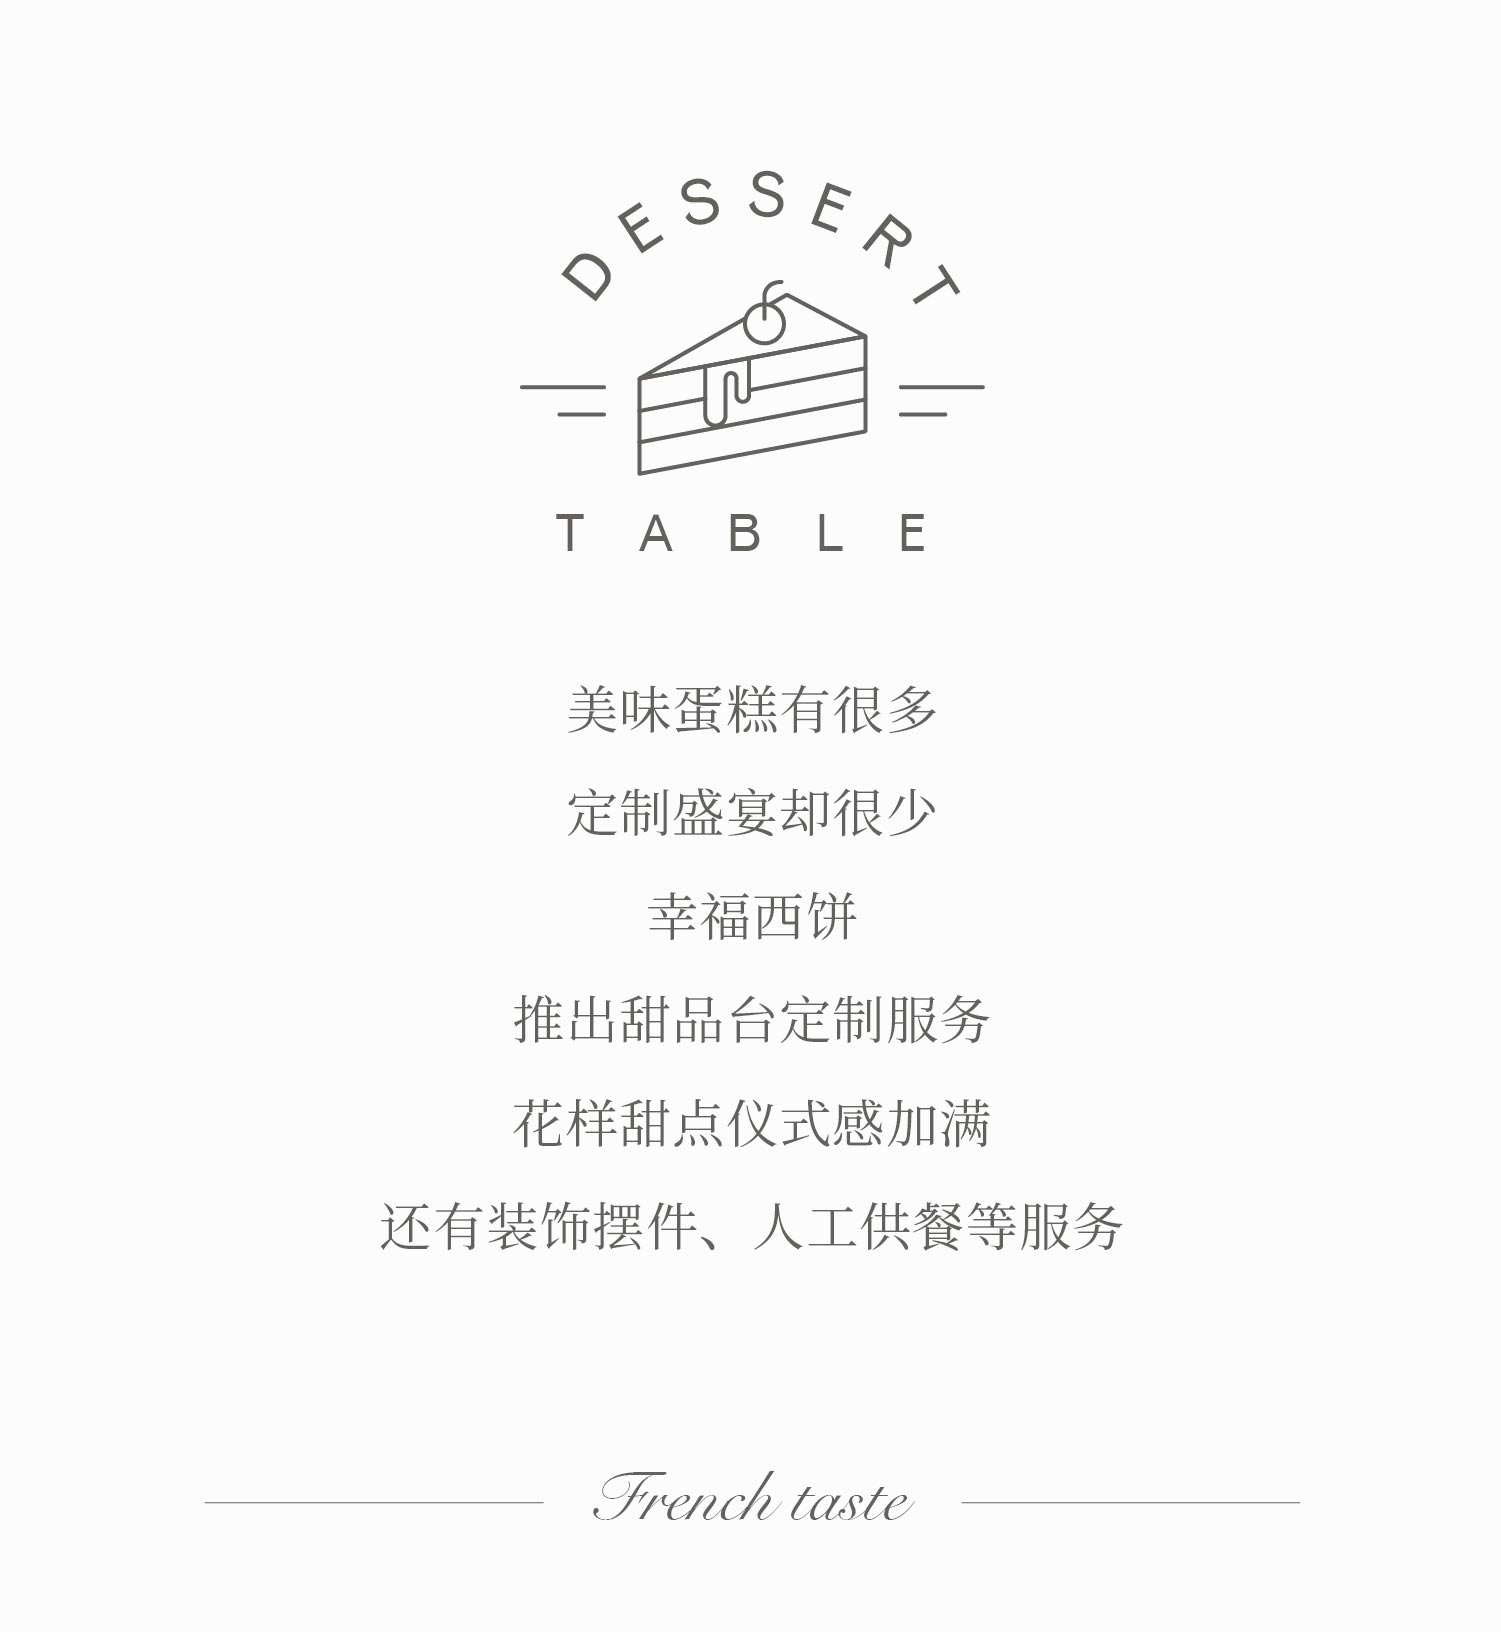 DESSERT
TABLE
美味蛋糕有很多
定制盛宴却很少
幸福西饼
推出甜品台定制服务
花样甜点仪式感加满
还有装饰摆件、人工供餐等服务
French taste